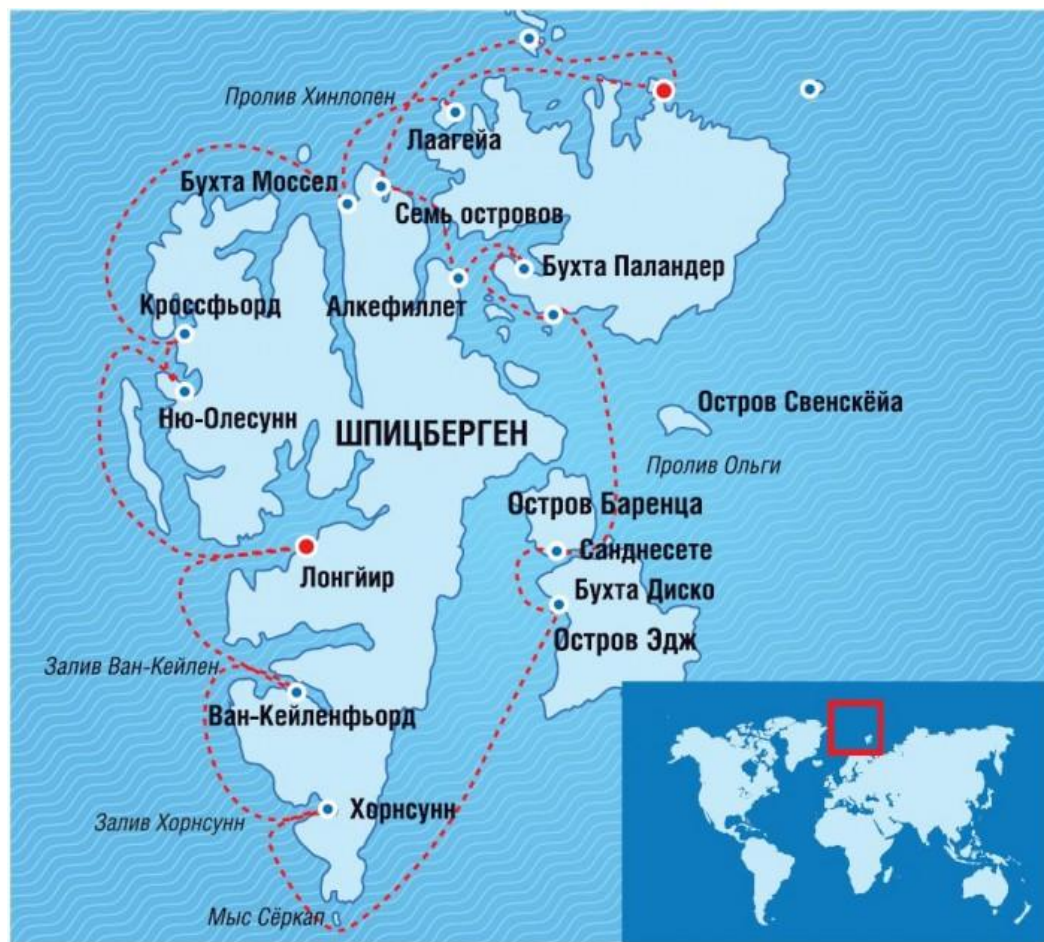 Пролив Хинлопен
Лаагейа
Бухта Моссел
Семь островов
Бухта Паландер
Кроссфьорд
Алкефиллет
Остров Свенскёйа
Ню-Олесунн
ШПИЦБЕРГЕН
Пролив Ольги
Остров Баренца
Санднесете
Лонгйир
Бухта Диско
Остров Эдж
Залив Ван-Кейлен
Ван-Кейленфьорд
Хорнсунн
Залив Хорнсунн
Мыс Сёркап